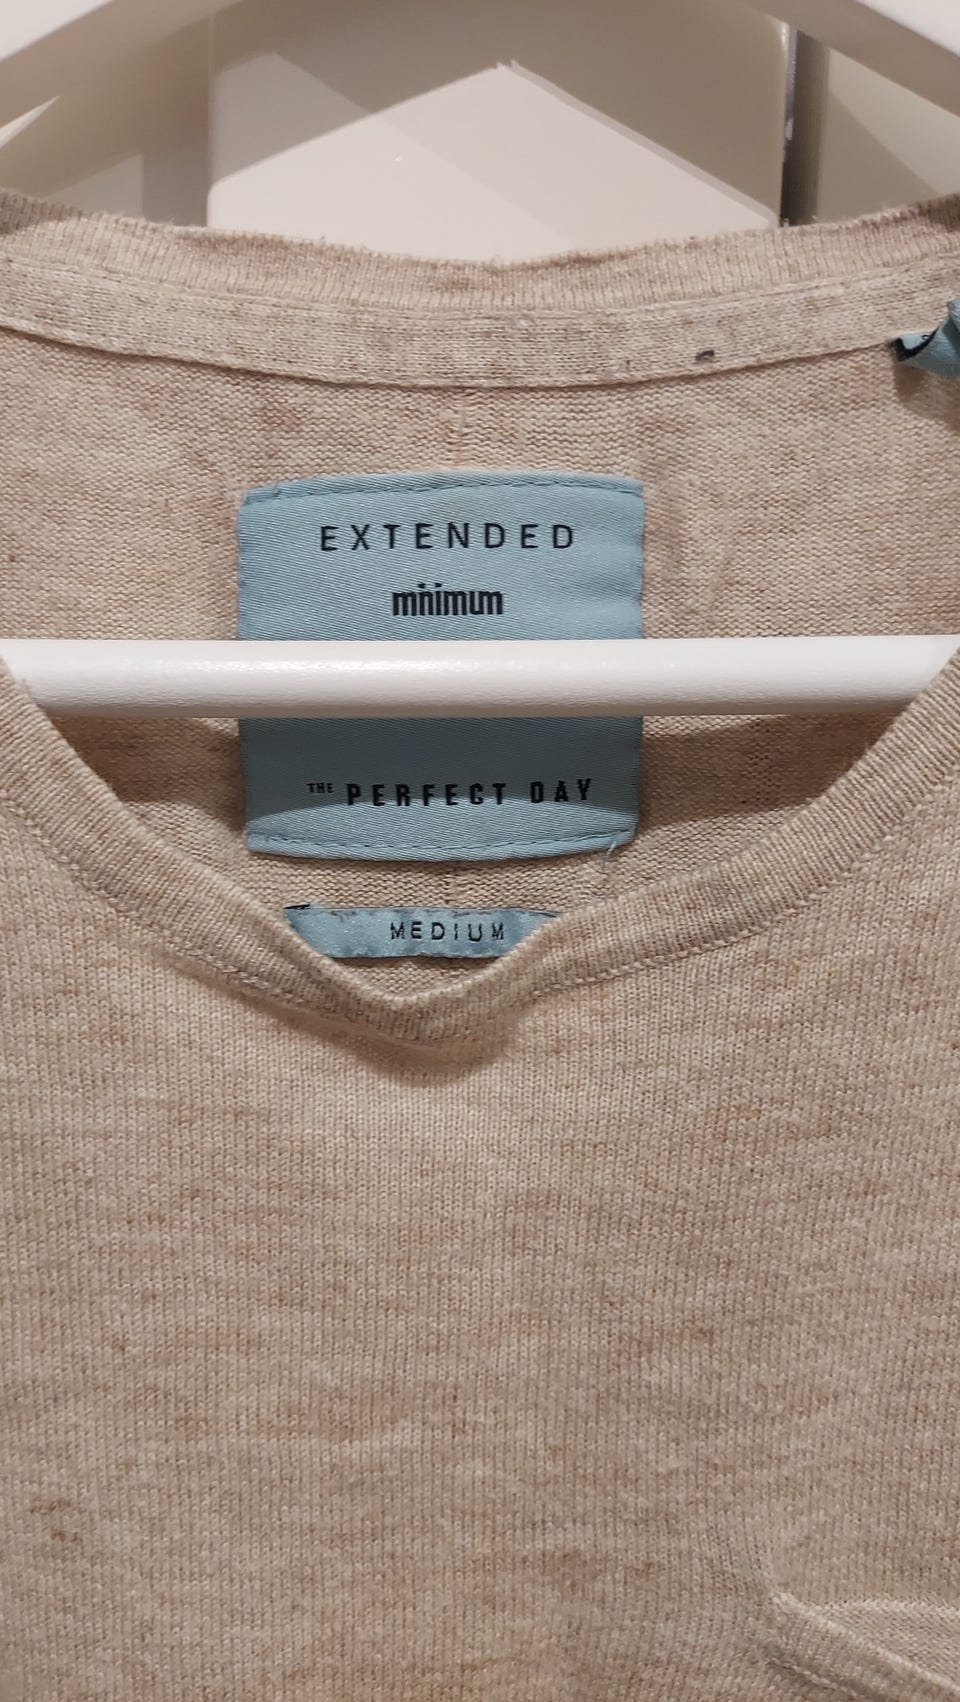 EXTENDED
minimum
THE PERFECT DAY
MEDIUM